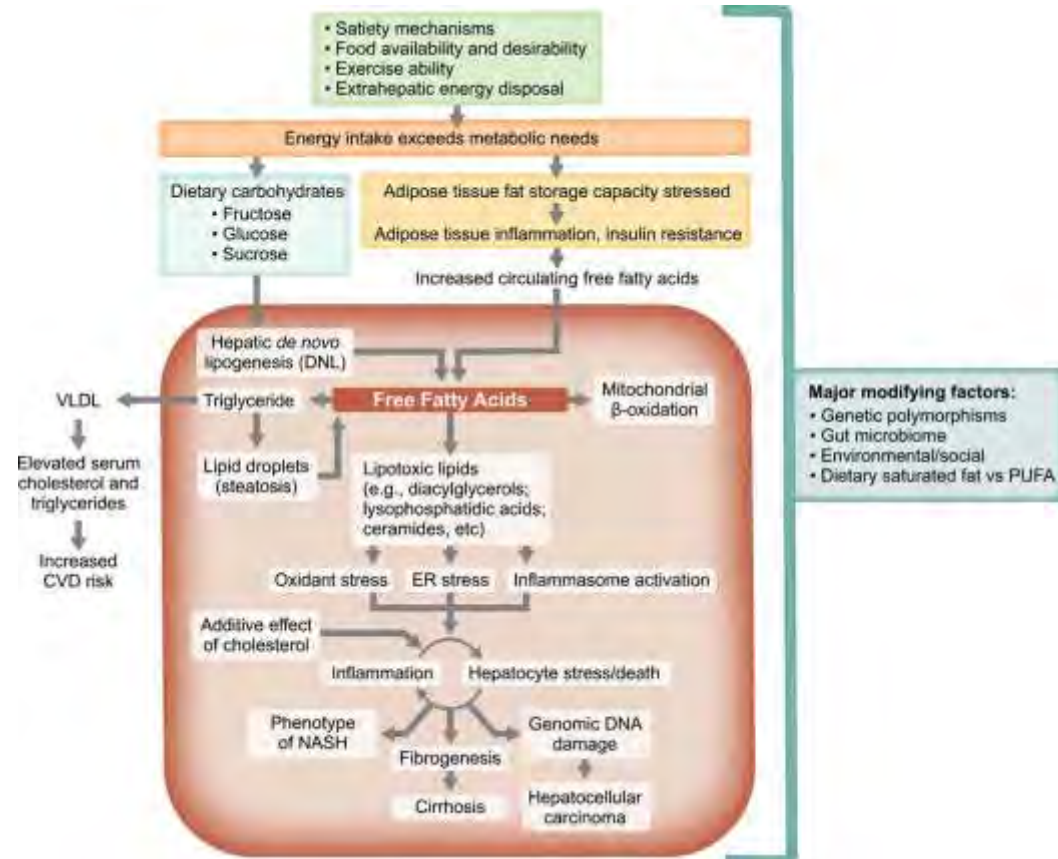 • Satiety mechanisms
• Food availability and desirability
• Exercise ability
• Extrahepatic energy disposal
Energy intake exceeds metabolic needs
Dietary carbohydrates
• Fructose
• Glucose
• Sucrose
Adipose tissue fat storage capacity stressed
Adipose tissue inflammation, insulin resistance
Increased circulating free fatty acids
Hepatic de novo
lipogenesis (DNL)
VLDL
Triglyceride
Free Fatty Acids
Mitochondrial
β-oxidation
Elevated serum
cholesterol and
triglycerides
Increased
CVD risk
Lipid droplets
(steatosis)
Lipotoxic lipids
(e.g., diacylglycerols;
lysophosphatidic acids;
ceramides, etc)
Oxidant stress
ER stress
Inflammasome activation
Additive effect
of cholesterol
Inflammation
Hepatocyte stress/death
Phenotype
of NASH
Fibrogenesis
Cirrhosis
Genomic DNA
damage
Hepatocellular
carcinoma
Major modifying factors:
• Genetic polymorphisms
• Gut microbiome
• Environmental/social
• Dietary saturated fat vs PUFA